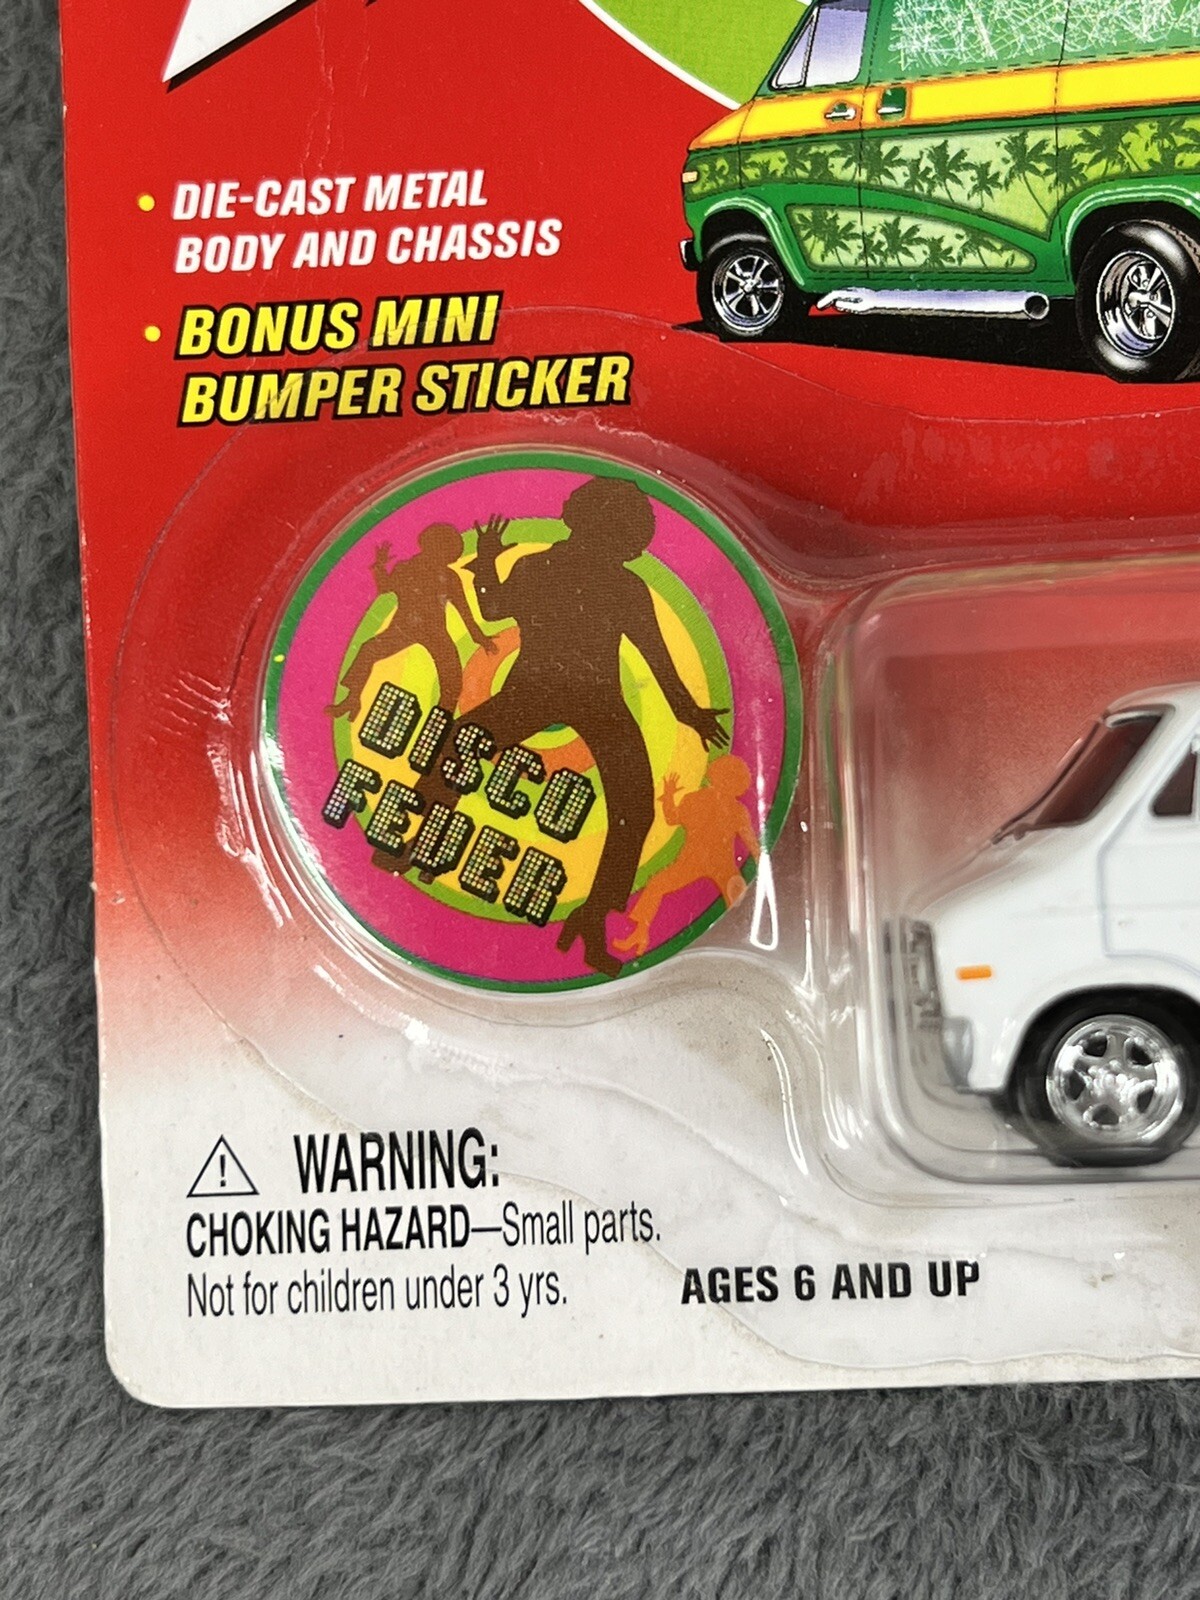 • DIE-CAST METAL
BODY AND CHASSIS
• BONUS MINI
BUMPER STICKER
DISCO
FEVER
⚠ WARNING:
CHOKING HAZARD—Small parts.
Not for children under 3 yrs.
AGES 6 AND UP